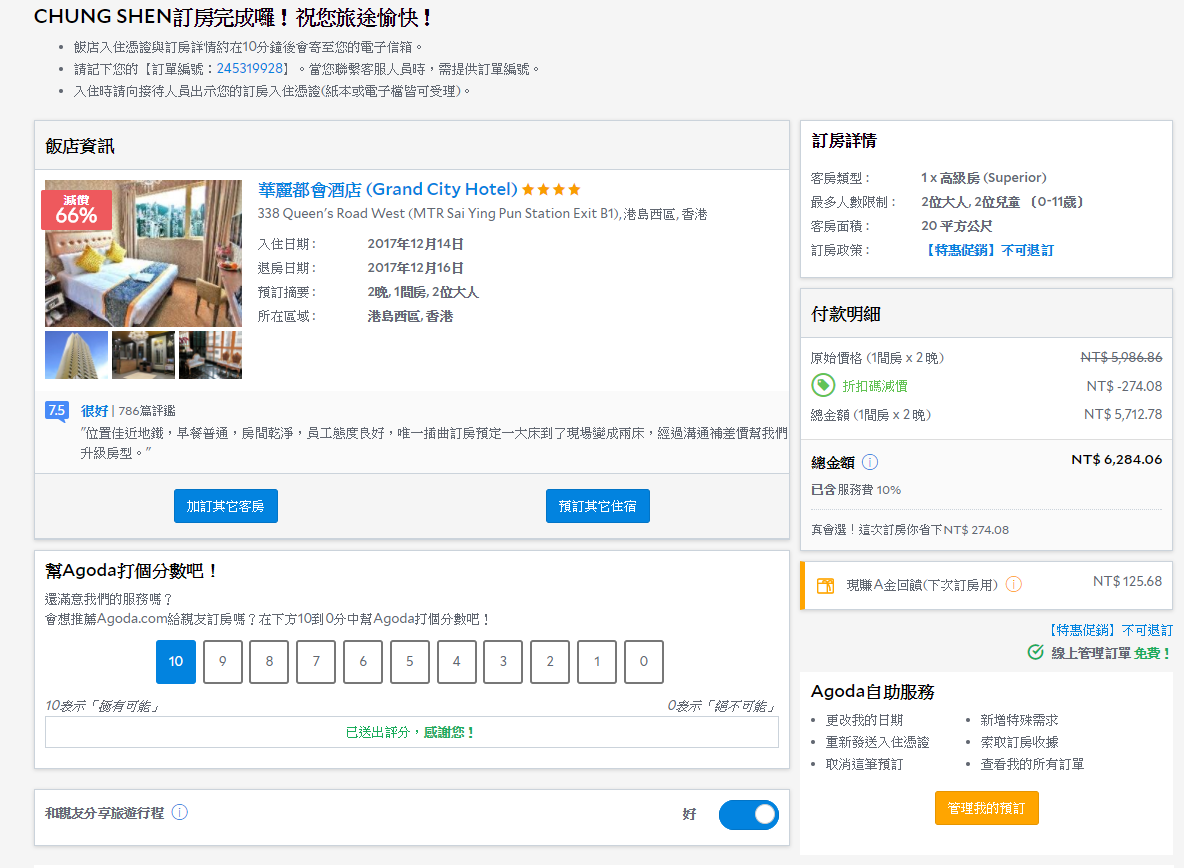 CHUNG SHEN訂房完成囉！祝您旅途愉快！
• 飯店入住憑證與訂房詳情約在10分鐘後會寄至您的電子信箱。
• 請記下您的【訂單編號：245319928】。當您聯繫客服人員時，需提供訂單編號。
• 入住時請向接待人員出示您的訂房入住憑證(紙本或電子檔皆可受理)。
飯店資訊
減價
66%
華麗都會酒店 (Grand City Hotel)
338 Queen's Road West (MTR Sai Ying Pun Station Exit B1), 港島西區, 香港
入住日期： 2017年12月14日
退房日期： 2017年12月16日
預訂摘要： 2晚, 1間房, 2位大人
所在區域： 港島西區, 香港
7.5 很好 | 786篇評鑑
"位置佳近地鐵，早餐普通，房間乾淨，員工態度良好，唯一插曲訂房預定一大床到了現場變成兩床，經過溝通補差價幫我們
升級房型。"
加訂其它客房
預訂其它住宿
幫Agoda打個分數吧！
還滿意我們的服務嗎？
會想推薦Agoda.com給親友訂房嗎？在下方10到0分中幫Agoda打個分數吧！
10 9 8 7 6 5 4 3 2 1 0
10表示「極有可能」
0表示「絕不可能」
已送出評分，感謝您！
和親友分享旅遊行程
好
訂房詳情
客房類型： 1 x 高級房 (Superior)
最多人數限制： 2位大人, 2位兒童 （0-11歲）
客房面積： 20 平方公尺
訂房政策： 【特惠促銷】不可退訂
付款明細
原始價格 (1間房 x 2 晚) NT$ 5,986.86
折扣碼減價 NT$ -274.08
總金額 (1間房 x 2 晚) NT$ 5,712.78
總金額 NT$ 6,284.06
已含服務費 10%
真會選！這次訂房你省下NT$ 274.08
現賺A金回饋(下次訂房用) NT$ 125.68
【特惠促銷】不可退訂
線上管理訂單 免費！
Agoda自助服務
• 更改我的日期
• 重新發送入住憑證
• 取消這筆預訂
• 新增特殊需求
• 索取訂房收據
• 查看我的所有訂單
管理我的預訂